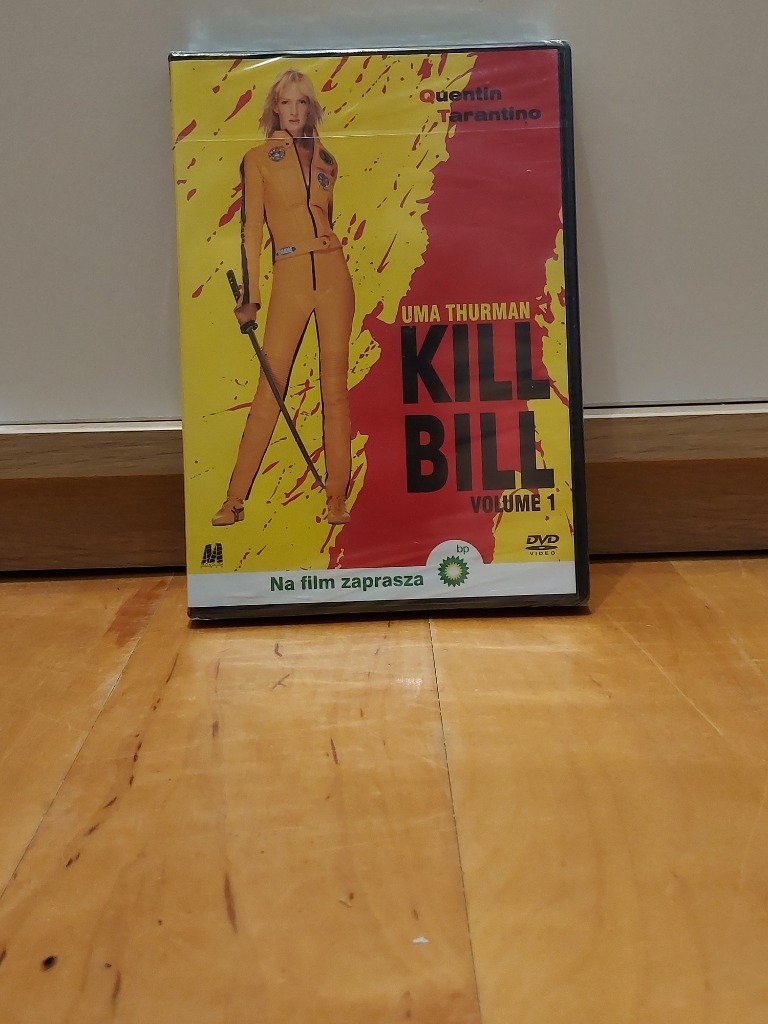 Quentin
Tarantino
UMA THURMAN
KILL
BILL
VOLUME 1
DVD
VIDEO
bp
Na film zaprasza